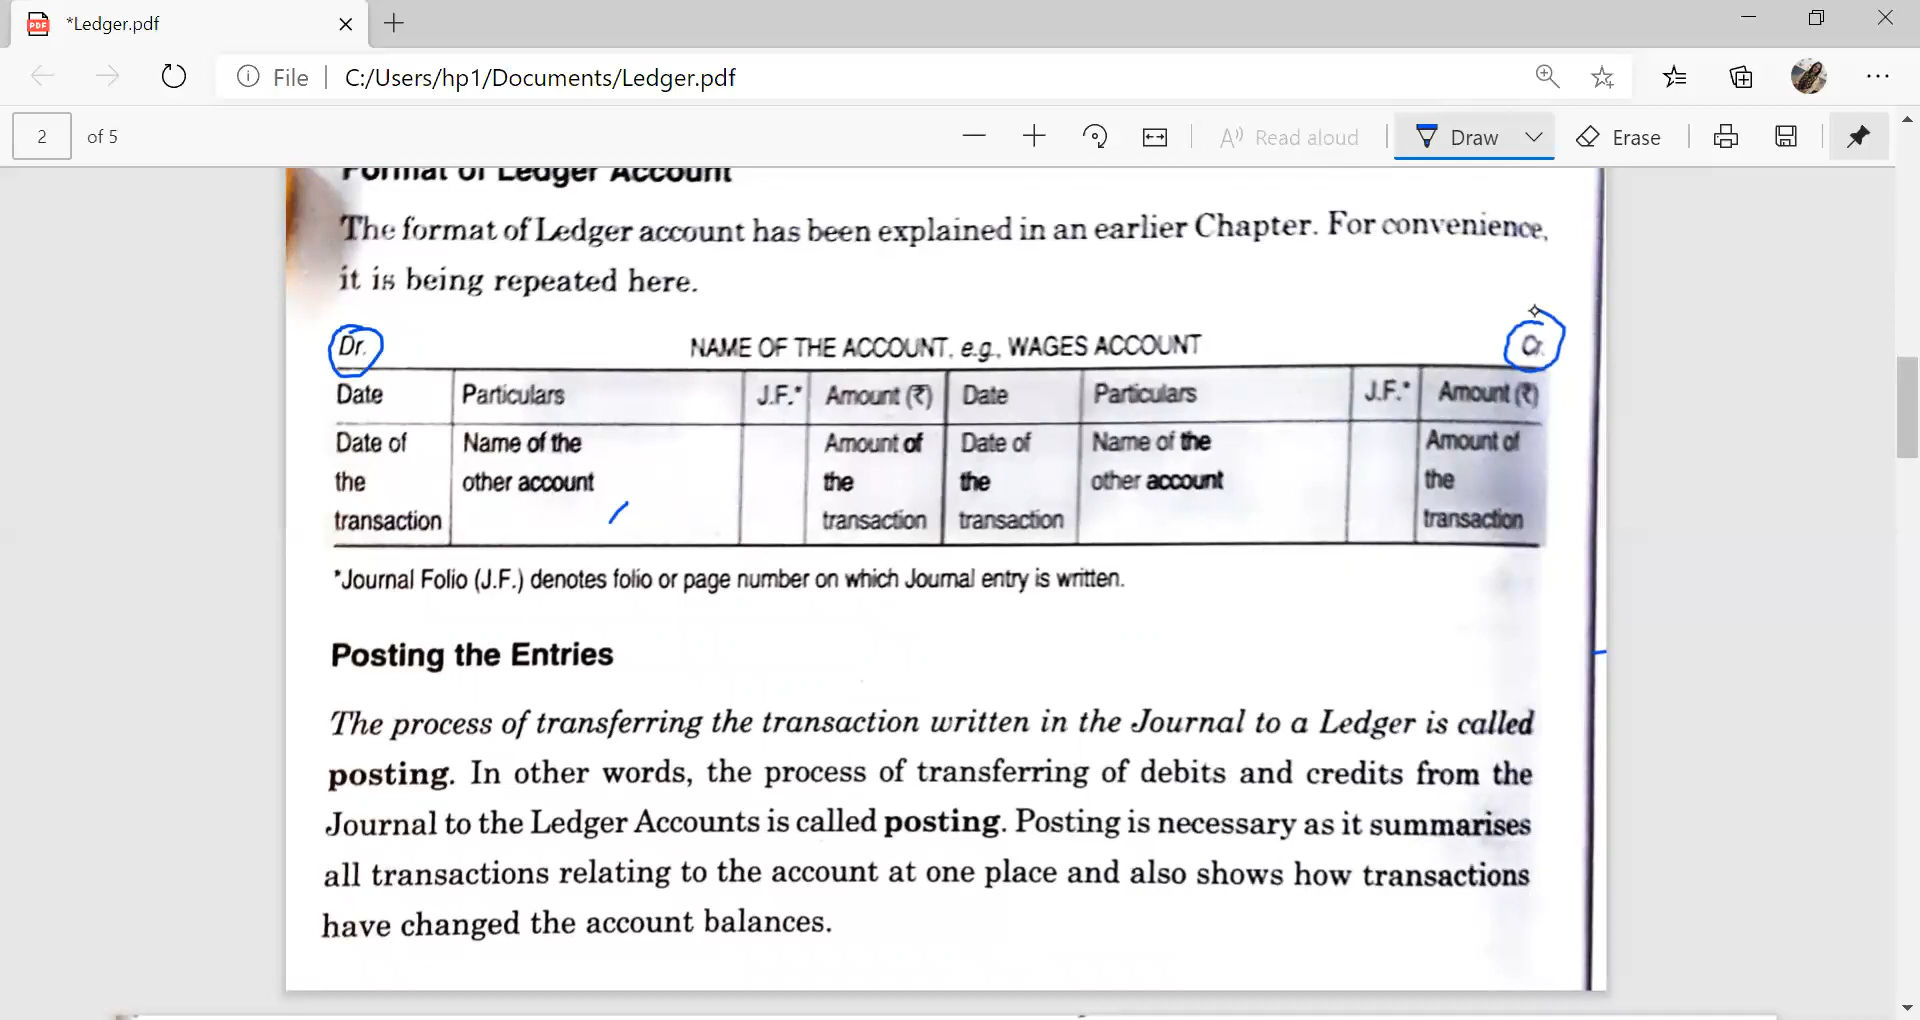 *Ledger.pdf
File | C:/Users/hp1/Documents/Ledger.pdf
2 of 5 Read aloud Draw Erase
Format of Ledger Account
The format of Ledger account has been explained in an earlier Chapter. For convenience,
it is being repeated here.
Dr. NAME OF THE ACCOUNT, e.g., WAGES ACCOUNT Cr.
Date Particulars J.F.* Amount (₹) Date Particulars J.F.* Amount (₹)
Date of Name of the Amount of Date of Name of the Amount of
the other account the the other account the
transaction transaction transaction transaction
*Journal Folio (J.F.) denotes folio or page number on which Journal entry is written.
Posting the Entries
The process of transferring the transaction written in the Journal to a Ledger is called
posting. In other words, the process of transferring of debits and credits from the
Journal to the Ledger Accounts is called posting. Posting is necessary as it summarises
all transactions relating to the account at one place and also shows how transactions
have changed the account balances.